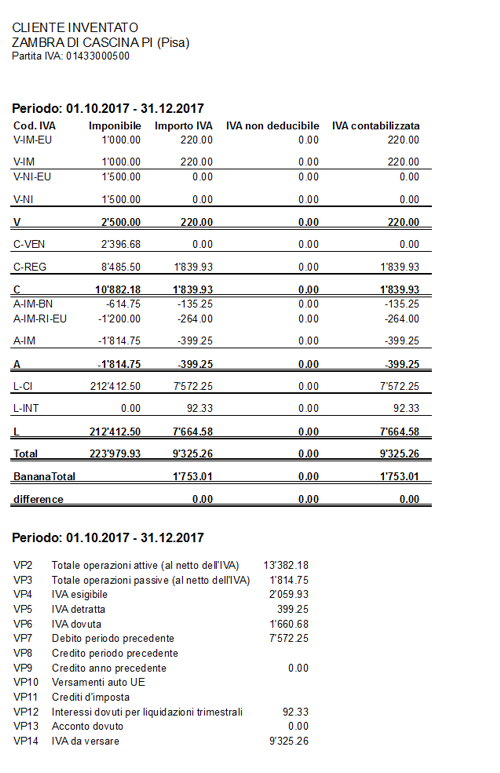 CLIENTE INVENTATO
ZAMBRA DI CASCINA PI (Pisa)
Partita IVA: 01433000500
Periodo: 01.10.2017 - 31.12.2017
Cod. IVA Imponibile Importo IVA IVA non deducibile IVA contabilizzata
V-IM-EU 1'000.00 220.00 0.00 220.00
V-IM 1'000.00 220.00 0.00 220.00
V-NI-EU 1'500.00 0.00 0.00 0.00
V-NI 1'500.00 0.00 0.00 0.00
V 2'500.00 220.00 0.00 220.00
C-VEN 2'396.68 0.00 0.00 0.00
C-REG 8'485.50 1'839.93 0.00 1'839.93
C 10'882.18 1'839.93 0.00 1'839.93
A-IM-BN -614.75 -135.25 0.00 -135.25
A-IM-RI-EU -1'200.00 -264.00 0.00 -264.00
A-IM -1'814.75 -399.25 0.00 -399.25
A -1'814.75 -399.25 0.00 -399.25
L-CI 212'412.50 7'572.25 0.00 7'572.25
L-INT 0.00 92.33 0.00 92.33
L 212'412.50 7'664.58 0.00 7'664.58
Total 223'979.93 9'325.26 0.00 9'325.26
BananaTotal 1'753.01 0.00 1'753.01
difference 0.00 0.00 0.00
Periodo: 01.10.2017 - 31.12.2017
VP2 Totale operazioni attive (al netto dell'IVA) 13'382.18
VP3 Totale operazioni passive (al netto dell'IVA) 1'814.75
VP4 IVA esigibile 2'059.93
VP5 IVA detratta 399.25
VP6 IVA dovuta 1'660.68
VP7 Debito periodo precedente 7'572.25
VP8 Credito periodo precedente
VP9 Credito anno precedente 0.00
VP10 Versamenti auto UE
VP11 Crediti d'imposta
VP12 Interessi dovuti per liquidazioni trimestrali 92.33
VP13 Acconto dovuto 0.00
VP14 IVA da versare 9'325.26